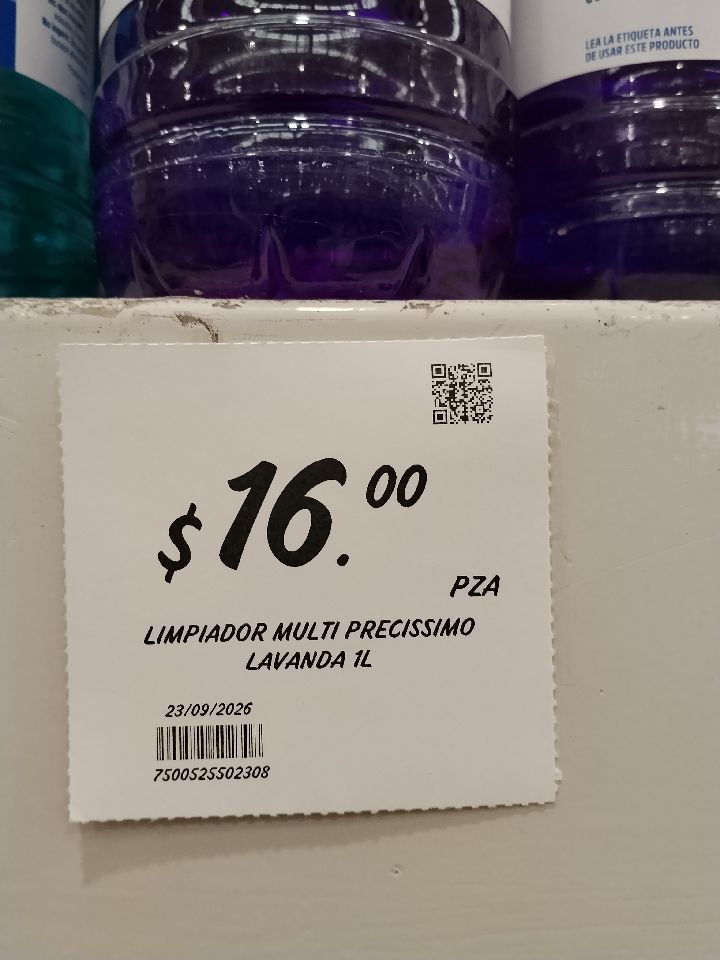 LEA LA ETIQUETA ANTES
DE USAR ESTE PRODUCTO
$16.00
PZA
LIMPIADOR MULTI PRECISSIMO
LAVANDA 1L
23/09/2026
7500525502308